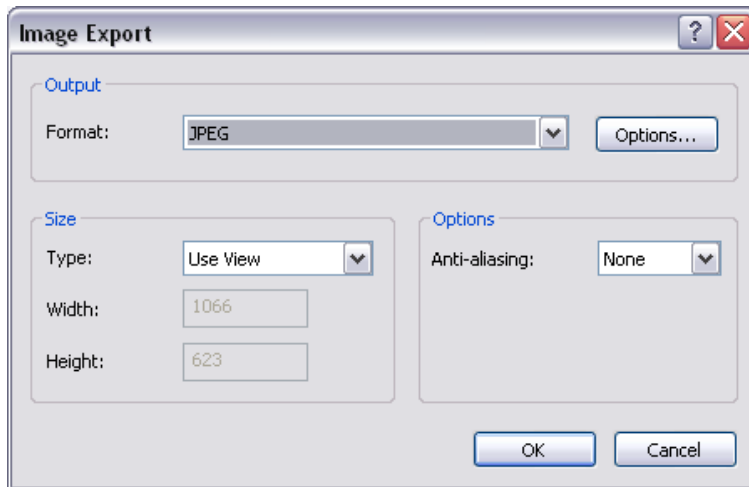 Image Export
Output
Format: JPEG Options...
Size
Type: Use View
Width: 1066
Height: 623
Options
Anti-aliasing: None
OK Cancel